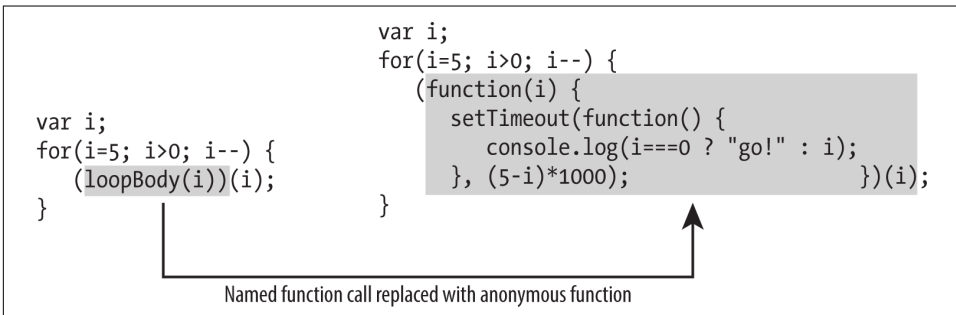 var i;
for(i=5; i>0; i--) {
(loopBody(i))(i);
}
var i;
for(i=5; i>0; i--) {
(function(i) {
setTimeout(function() {
console.log(i===0 ? "go!" : i);
}, (5-i)*1000); })(i);
}
Named function call replaced with anonymous function